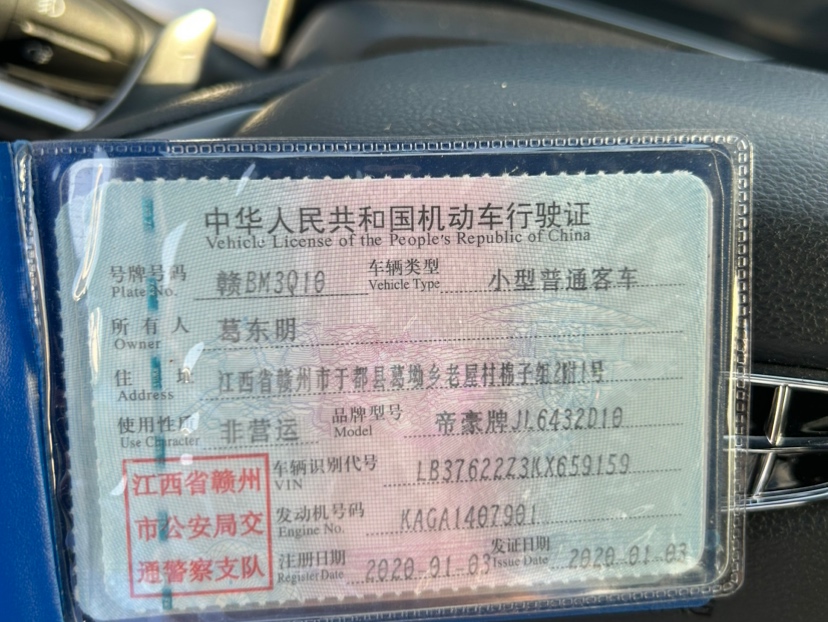 中华人民共和国机动车行驶证
Vehicle License of the People's Republic of China
号牌号码 赣BM3Q10 车辆类型 小型普通客车
Plate No. Vehicle Type
所有人 葛东明
Owner
住址 江西省赣州市于都县葛坳乡老屋村棉子组2附1号
Address
使用性质 非营运 品牌型号 帝豪牌JL6432D10
Use Character Model
车辆识别代号 LB37622Z3KX659159
VIN
发动机号码 KAGA1407901
Engine No.
注册日期 2020-01-03 发证日期 2020-01-03
Register Date Issue Date
江西省赣州
市公安局交
通警察支队